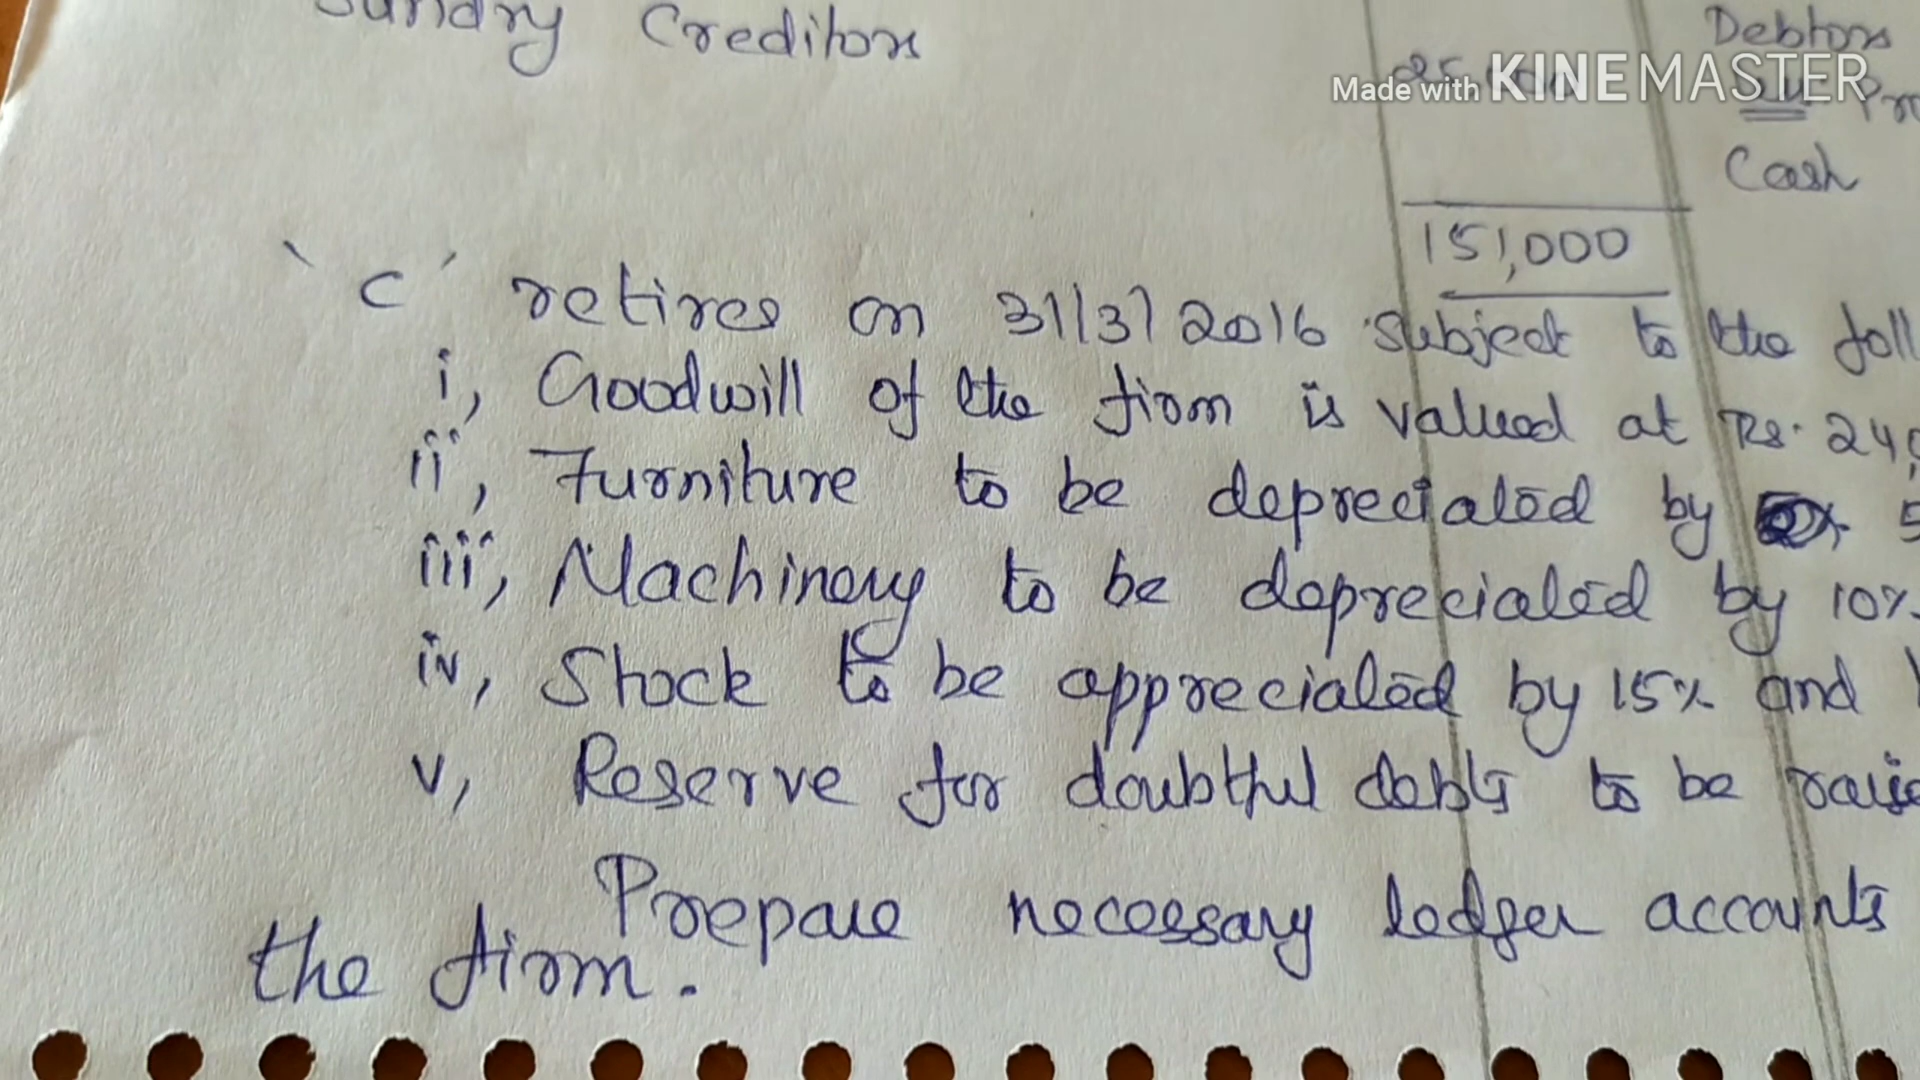 Sundry Creditors
Debtors
Made with KINEMASTER
Cash
151,000
'C' retires on 31/3/2016 subject to the foll
i, Goodwill of the firm is valued at Rs. 24,
ii, Furniture to be depreciated by 5
iii, Machinery to be depreciated by 10%
iv, Stock to be appreciated by 15% and
v, Reserve for doubtful debts to be raise
Prepare necessary ledger accounts
the firm.